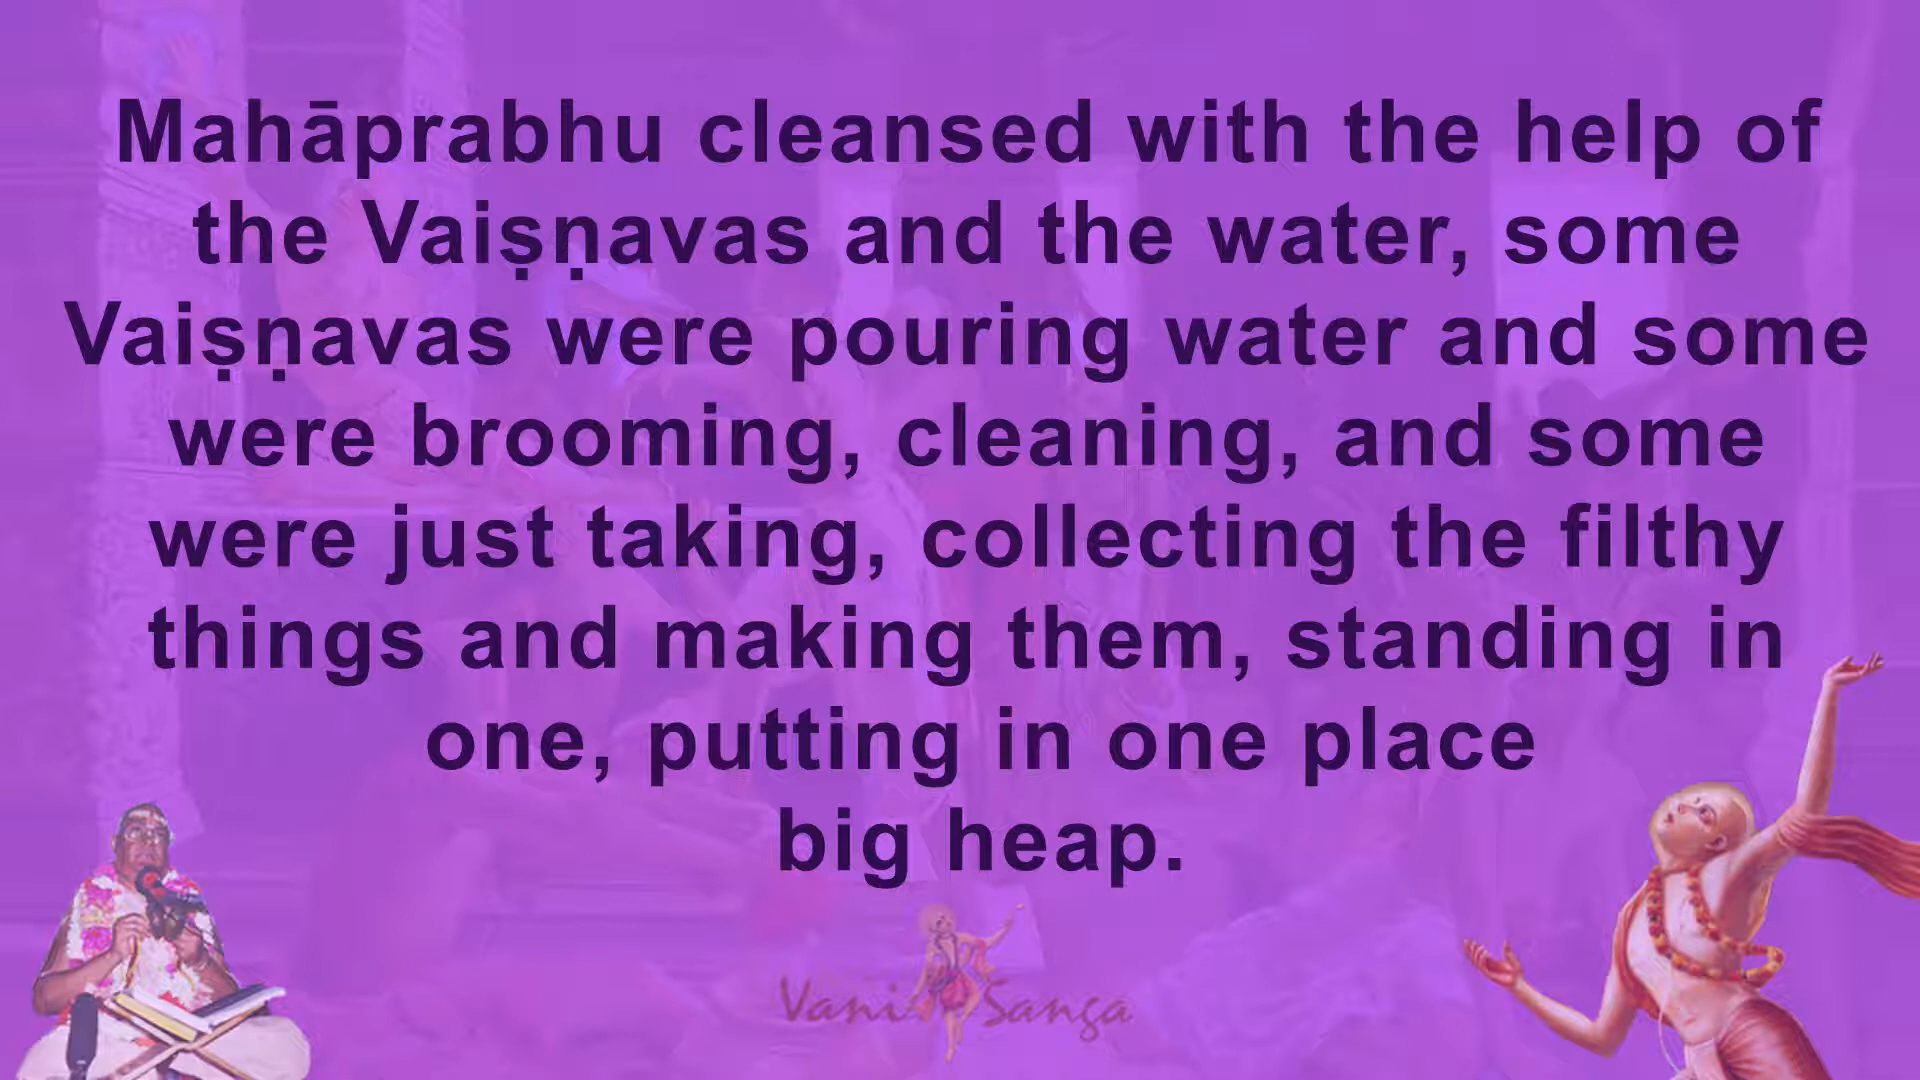 Mahāprabhu cleansed with the help of
the Vaiṣṇavas and the water, some
Vaiṣṇavas were pouring water and some
were brooming, cleaning, and some
were just taking, collecting the filthy
things and making them, standing in
one, putting in one place
big heap.
Vani Sanga